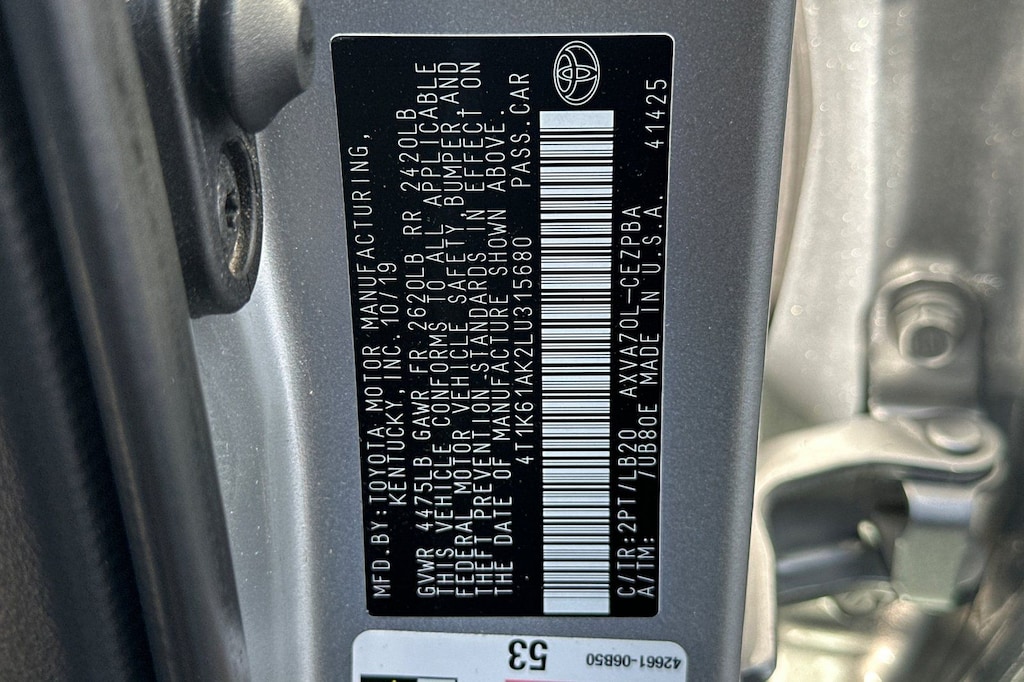 MFD.BY:TOYOTA MOTOR MANUFACTURING,
KENTUCKY, INC. 10/19
GVWR 4475LB GAWR FR 2620LB RR 2420LB
THIS VEHICLE CONFORMS TO ALL APPLICABLE
FEDERAL MOTOR VEHICLE SAFETY, BUMPER, AND
THEFT PREVENTION STANDARDS IN EFFECT ON
THE DATE OF MANUFACTURE SHOWN ABOVE.
4T1K61AK2LU315680 PASS.CAR
C/TR:2PT/LB20 AXVA70L-CEZPBA
A/TM: /UB80E MADE IN U.S.A. 41425
53
42661-06B50